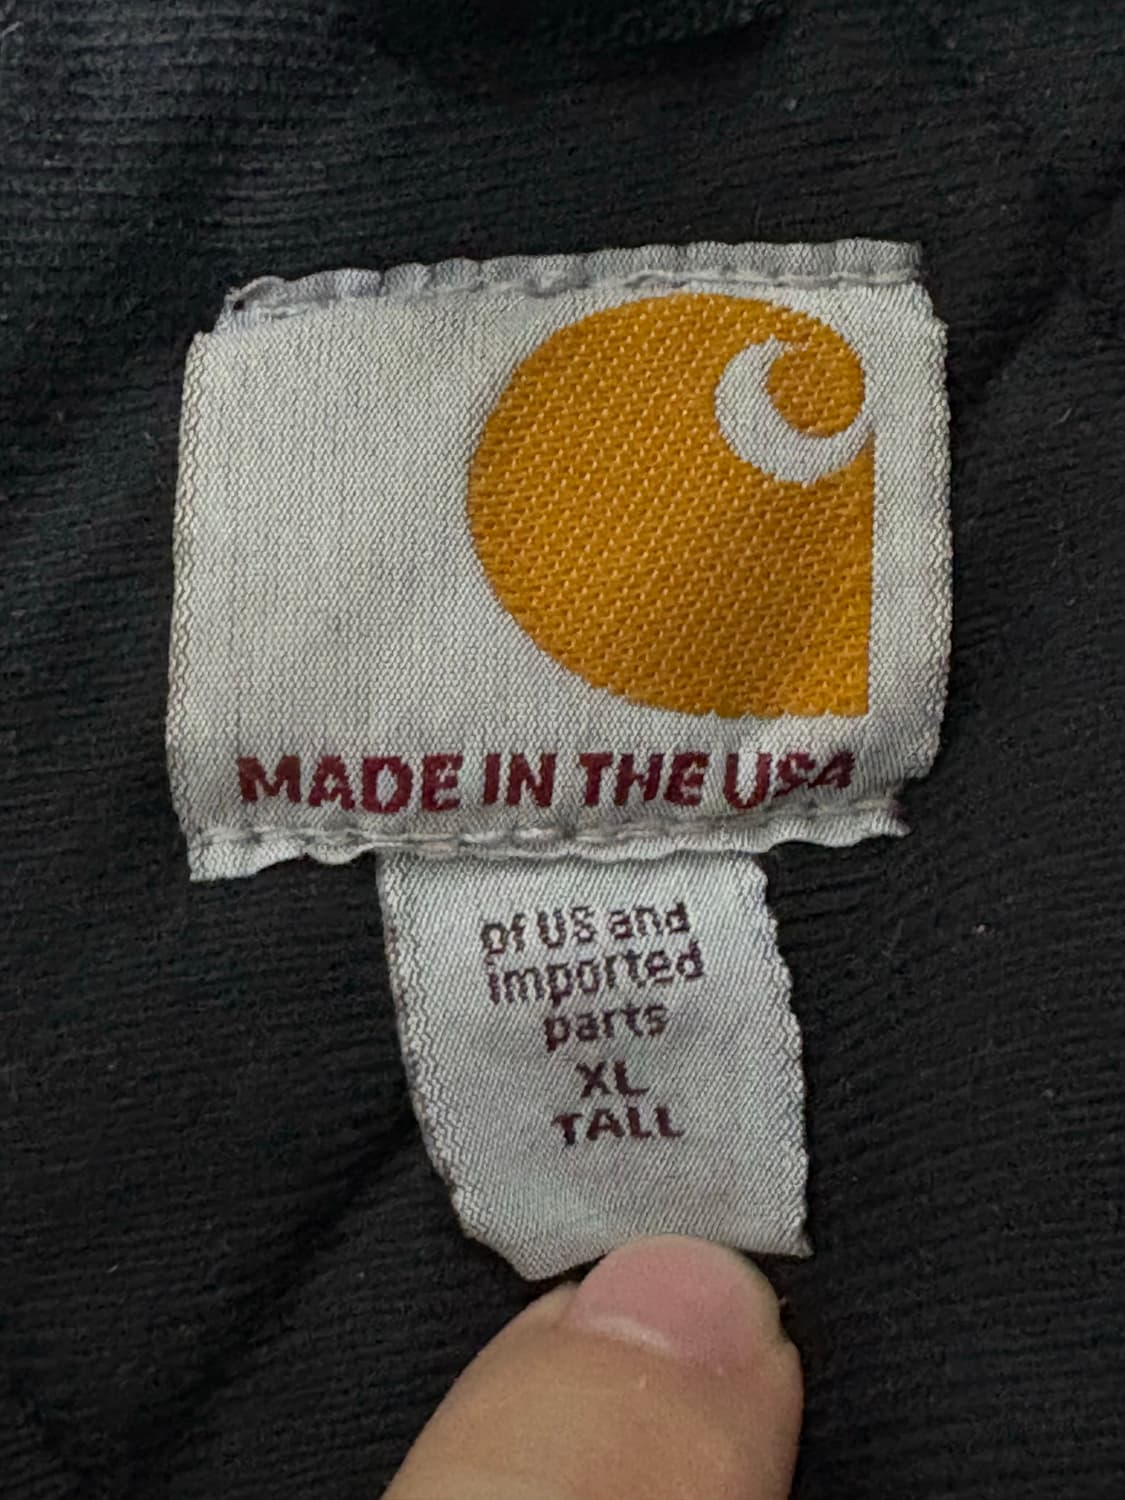 MADE IN THE USA
of US and
imported
parts
XL
TALL